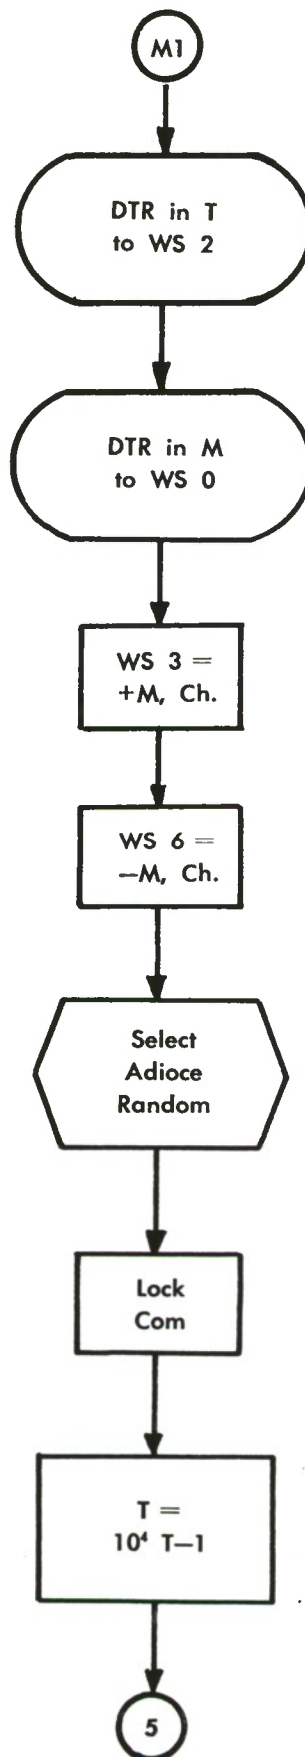 M1
DTR in T
to WS 2
DTR in M
to WS 0
WS 3 =
+M, Ch.
WS 6 =
—M, Ch.
Select
Adioce
Random
Lock
Com
T =
10⁴ T—1
5